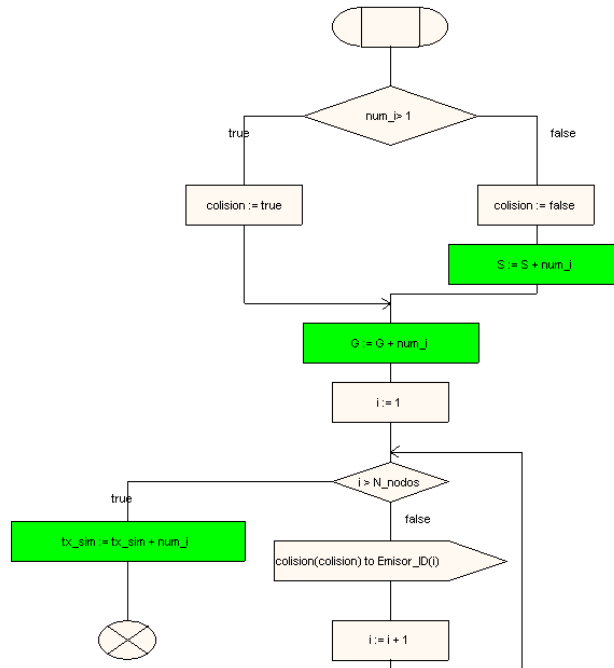 num_i> 1
true
false
colision := true
colision := false
S := S + num_i
G := G + num_i
i := 1
i > N_nodos
true
false
tx_sim := tx_sim + num_i
colision(colision) to Emisor_ID(i)
i := i + 1